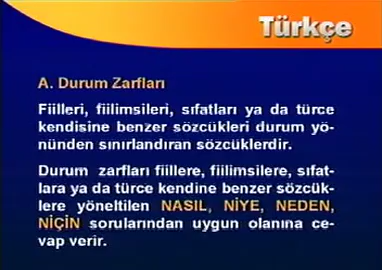 Türkçe
A. Durum Zarfları
Fiilleri, fiilimsileri, sıfatları ya da türce
kendisine benzer sözcükleri durum yö-
nünden sınırlandıran sözcüklerdir.
Durum zarfları fiillere, fiilimsilere, sıfat-
lara ya da türce kendine benzer sözcük-
lere yöneltilen NASIL, NİYE, NEDEN,
NİÇİN sorularından uygun olanına ce-
vap verir.